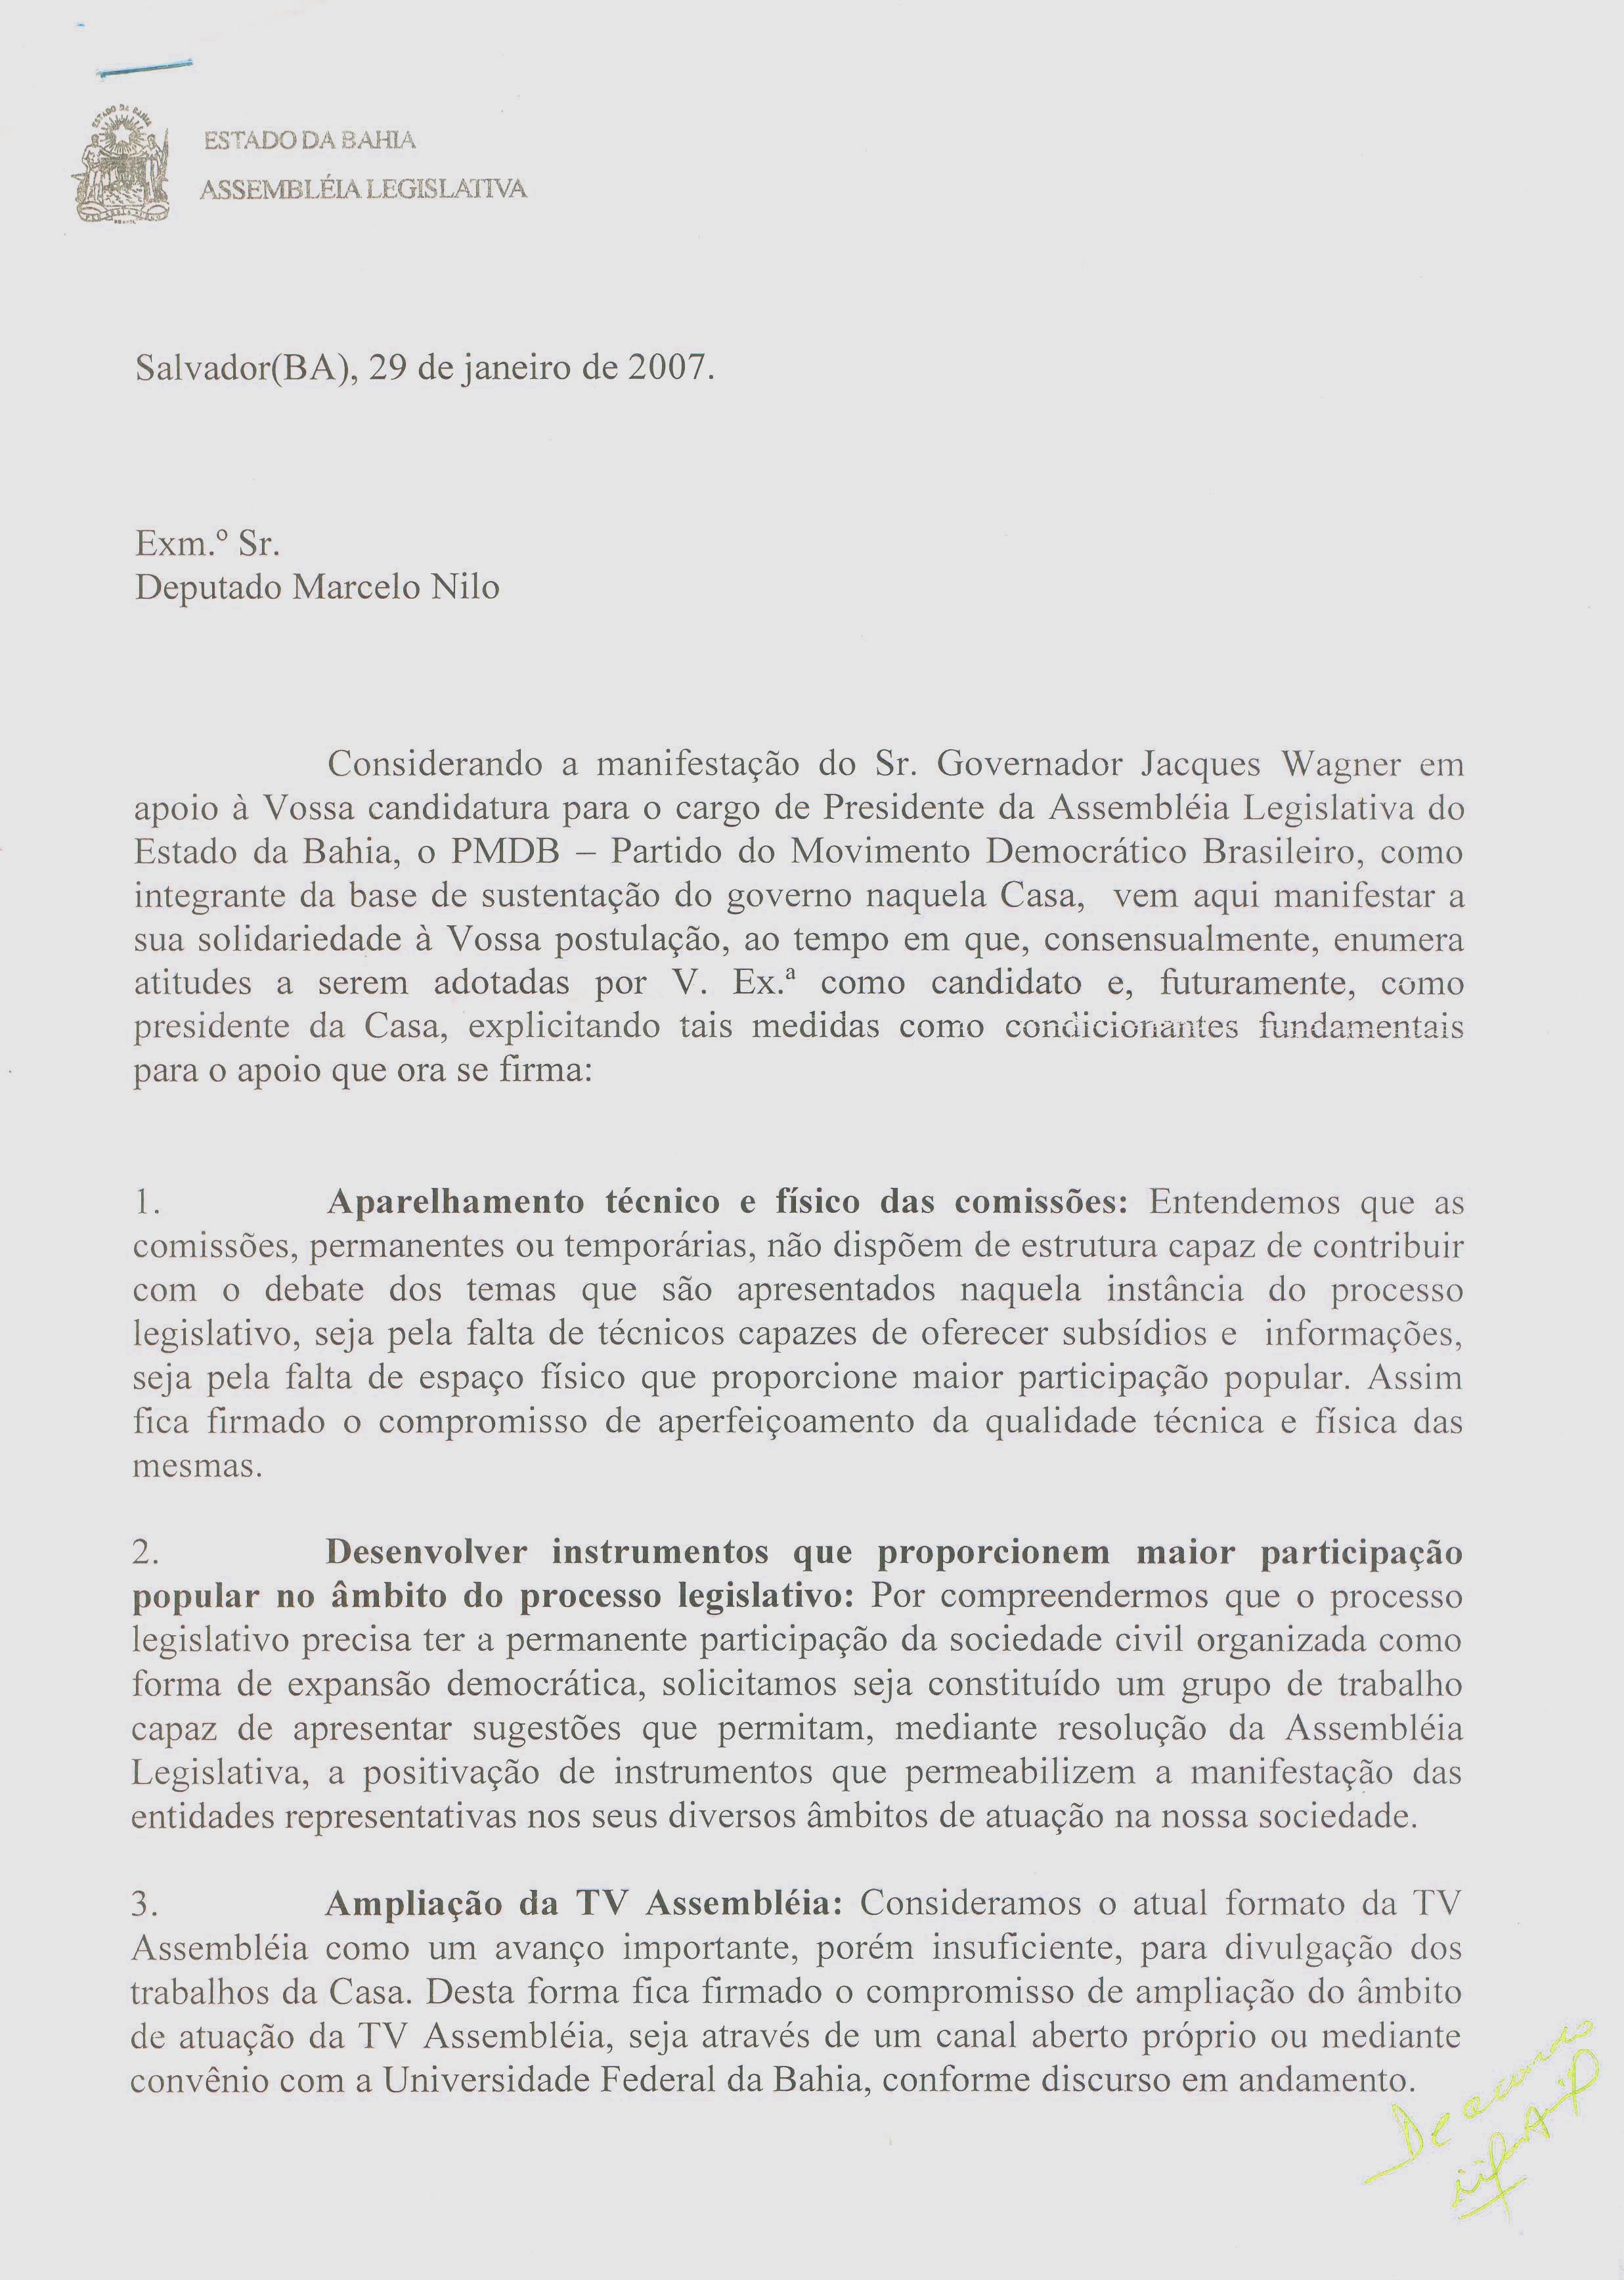 ESTADO DA BAHIA
ASSEMBLÉIA LEGISLATIVA
Salvador(BA), 29 de janeiro de 2007.
Exm.º Sr.
Deputado Marcelo Nilo
Considerando a manifestação do Sr. Governador Jacques Wagner em
apoio à Vossa candidatura para o cargo de Presidente da Assembléia Legislativa do
Estado da Bahia, o PMDB – Partido do Movimento Democrático Brasileiro, como
integrante da base de sustentação do governo naquela Casa, vem aqui manifestar a
sua solidariedade à Vossa postulação, ao tempo em que, consensualmente, enumera
atitudes a serem adotadas por V. Ex.ª como candidato e, futuramente, como
presidente da Casa, explicitando tais medidas como condicionantes fundamentais
para o apoio que ora se firma:
1. Aparelhamento técnico e físico das comissões: Entendemos que as
comissões, permanentes ou temporárias, não dispõem de estrutura capaz de contribuir
com o debate dos temas que são apresentados naquela instância do processo
legislativo, seja pela falta de técnicos capazes de oferecer subsídios e informações,
seja pela falta de espaço físico que proporcione maior participação popular. Assim
fica firmado o compromisso de aperfeiçoamento da qualidade técnica e física das
mesmas.
2. Desenvolver instrumentos que proporcionem maior participação
popular no âmbito do processo legislativo: Por compreendermos que o processo
legislativo precisa ter a permanente participação da sociedade civil organizada como
forma de expansão democrática, solicitamos seja constituído um grupo de trabalho
capaz de apresentar sugestões que permitam, mediante resolução da Assembléia
Legislativa, a positivação de instrumentos que permeabilizem a manifestação das
entidades representativas nos seus diversos âmbitos de atuação na nossa sociedade.
3. Ampliação da TV Assembléia: Consideramos o atual formato da TV
Assembléia como um avanço importante, porém insuficiente, para divulgação dos
trabalhos da Casa. Desta forma fica firmado o compromisso de ampliação do âmbito
de atuação da TV Assembléia, seja através de um canal aberto próprio ou mediante
convênio com a Universidade Federal da Bahia, conforme discurso em andamento.
De acordo